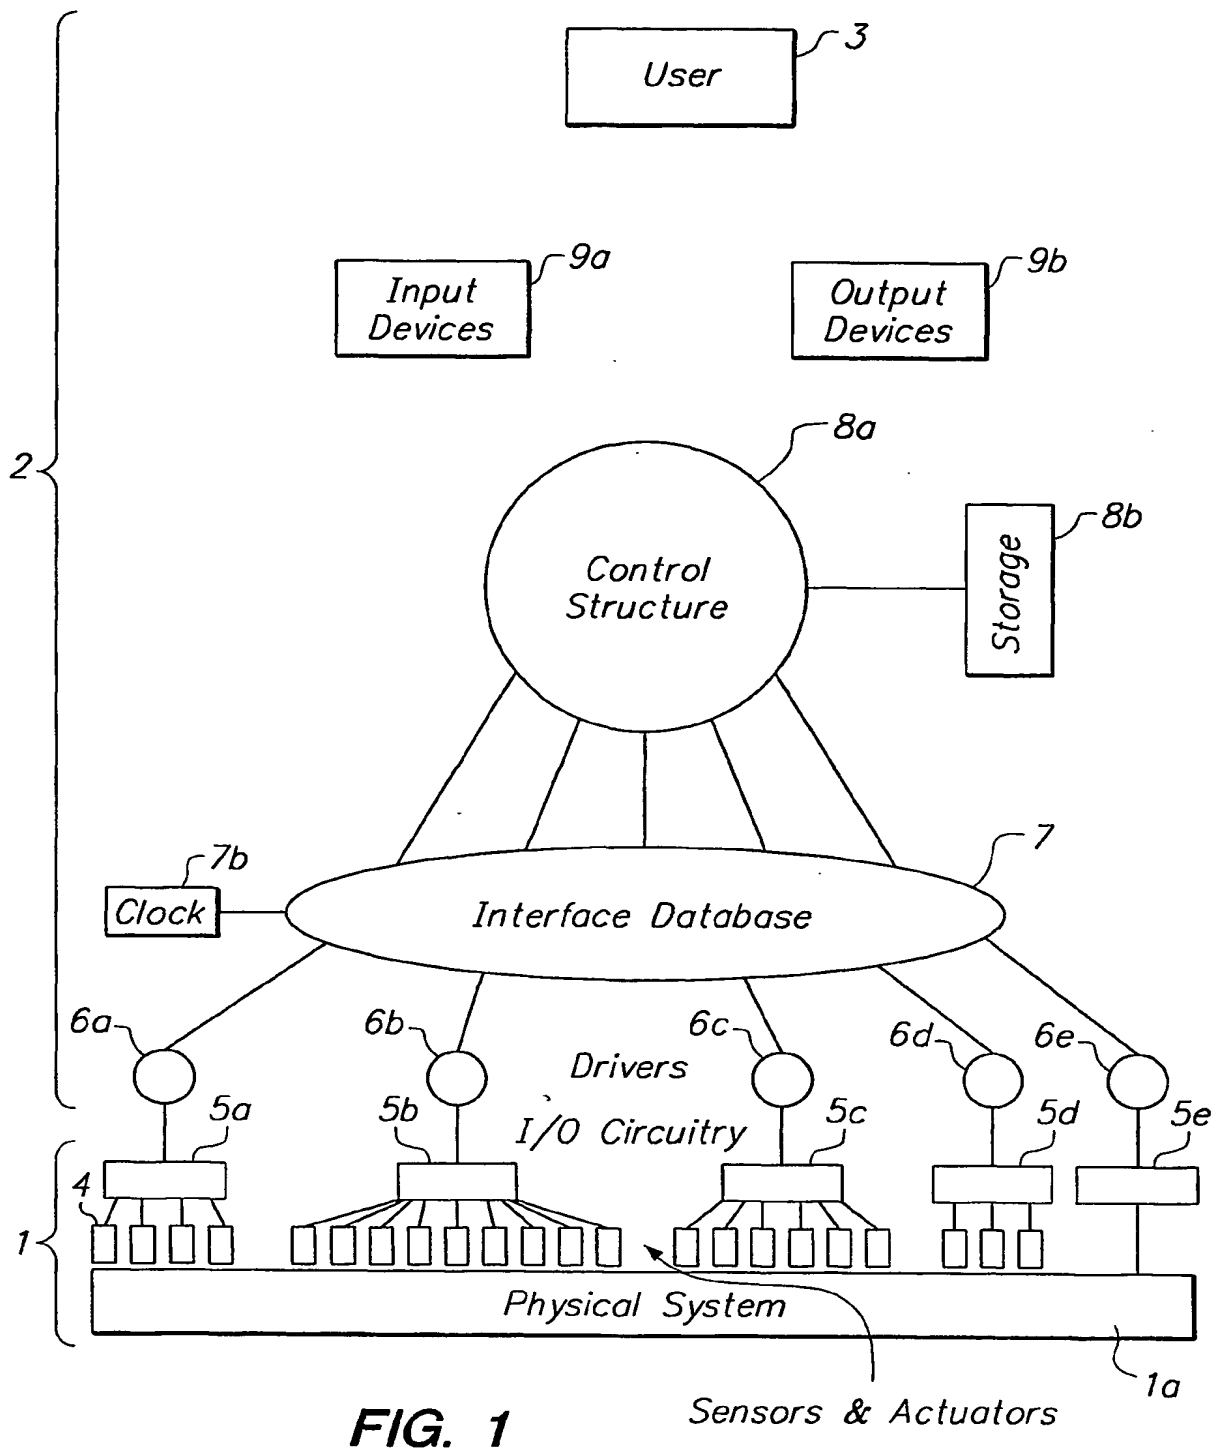 3
User
9a
Input
Devices
9b
Output
Devices
8a
2
Control
Structure
8b
Storage
7
7b
Clock
Interface Database
6a
6b
6c
6d
6e
Drivers
5a
5b
I/O Circuitry
5c
5d
5e
4
1
Physical System
1a
Sensors & Actuators
FIG. 1